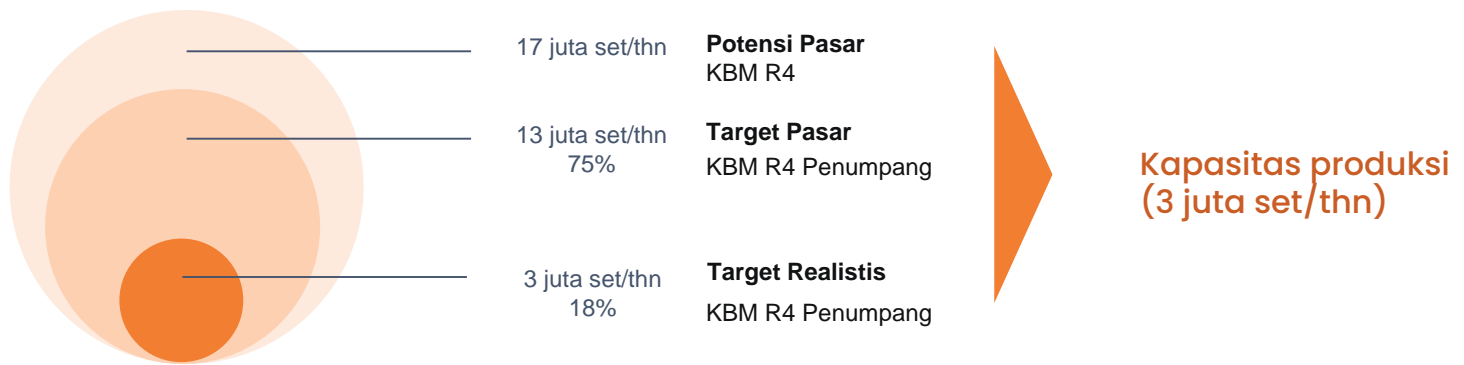 17 juta set/thn
Potensi Pasar
KBM R4
13 juta set/thn
75%
Target Pasar
KBM R4 Penumpang
3 juta set/thn
18%
Target Realistis
KBM R4 Penumpang
Kapasitas produksi
(3 juta set/thn)